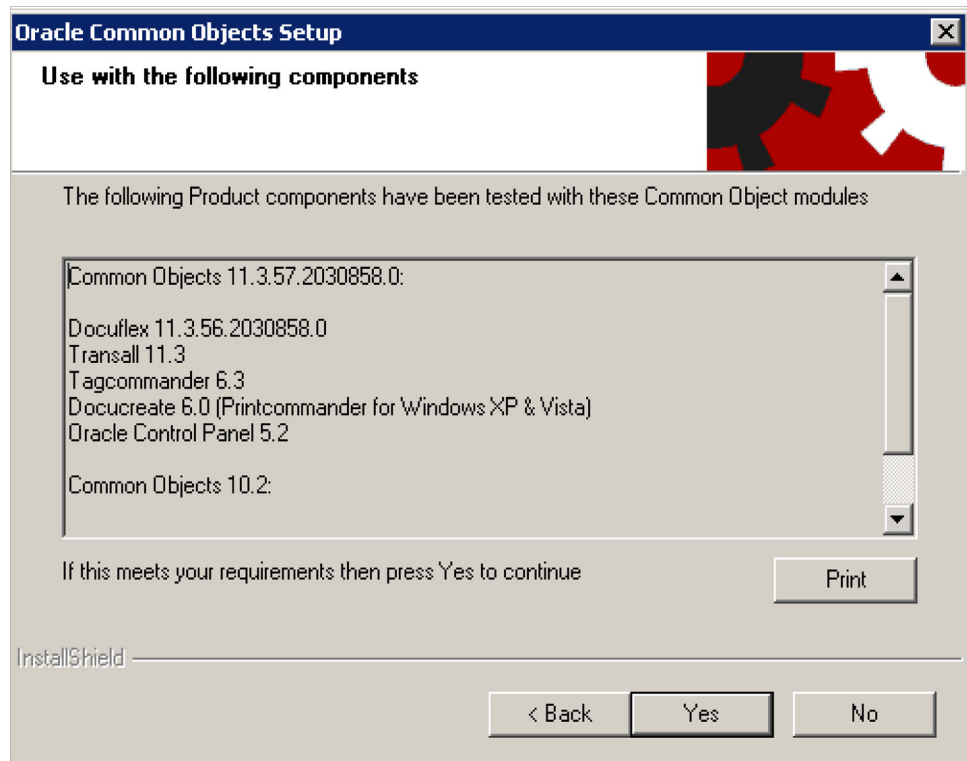 Oracle Common Objects Setup
Use with the following components
The following Product components have been tested with these Common Object modules
Common Objects 11.3.57.2030858.0:
Docuflex 11.3.56.2030858.0
Transall 11.3
Tagcommander 6.3
Docucreate 6.0 (Printcommander for Windows XP & Vista)
Oracle Control Panel 5.2
Common Objects 10.2:
If this meets your requirements then press Yes to continue
Print
InstallShield
< Back
Yes
No